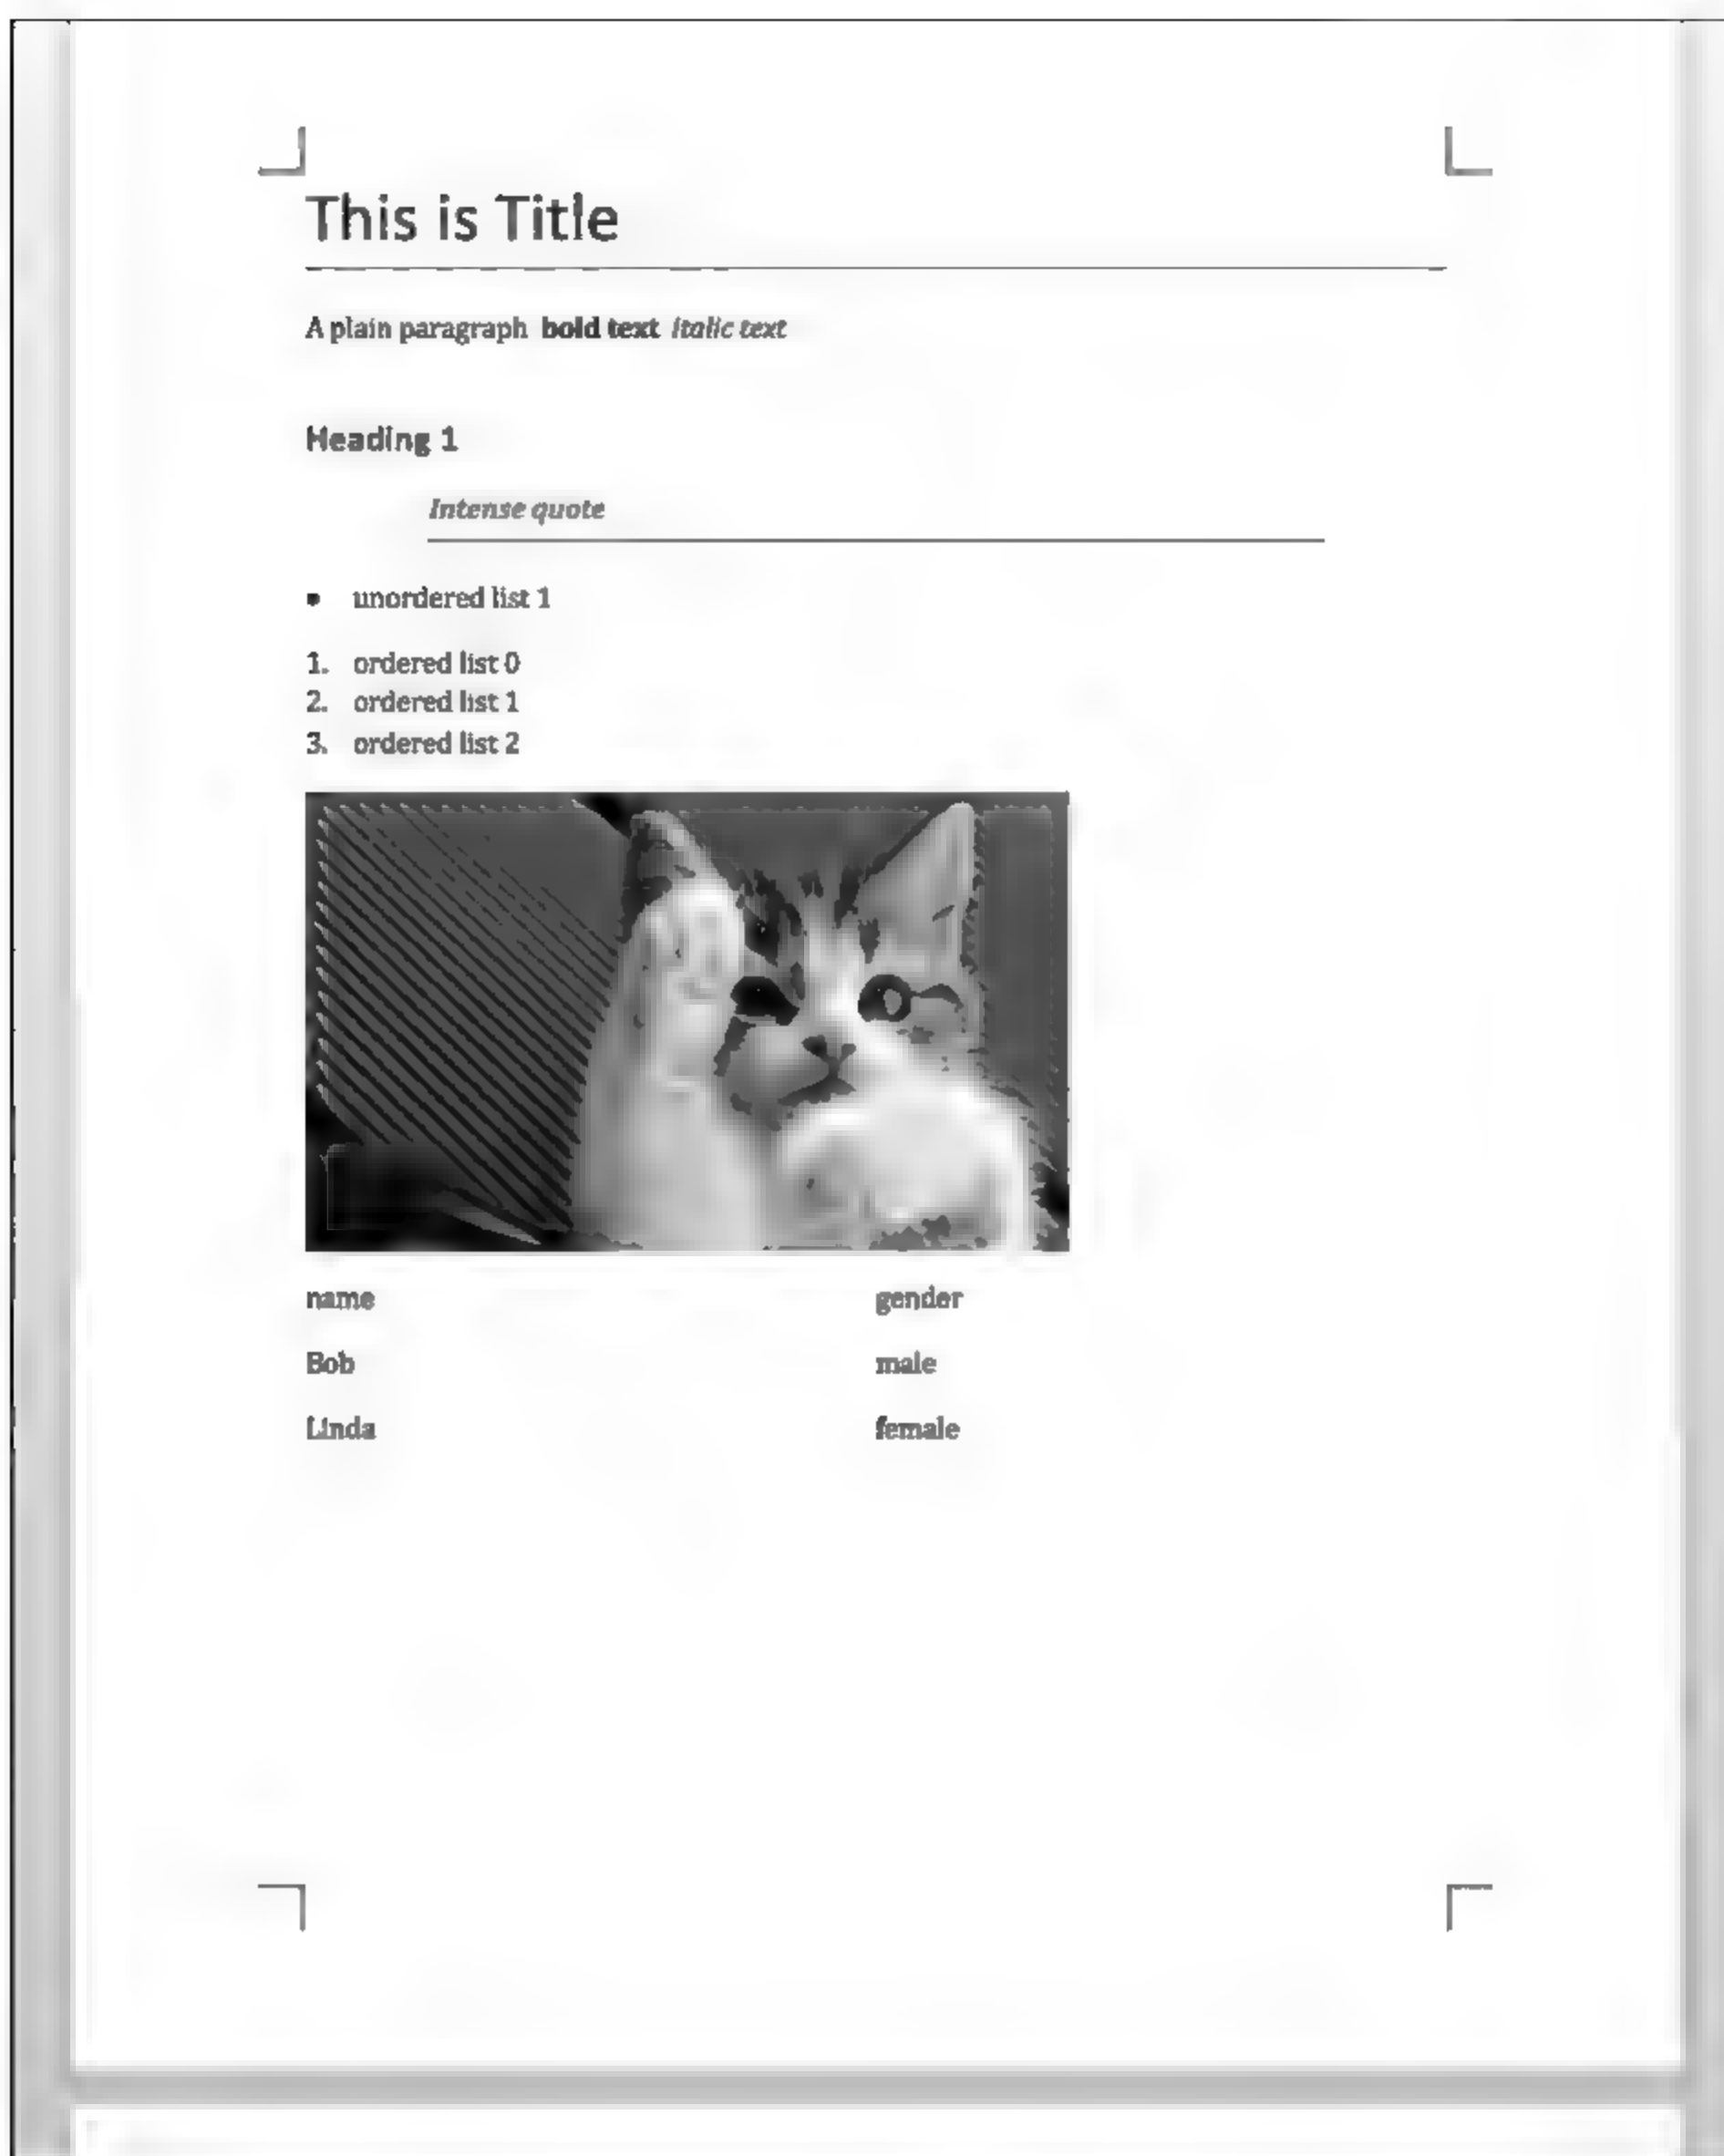 This is Title
A plain paragraph bold text italic text
Heading 1
Intense quote
• unordered list 1
1. ordered list 0
2. ordered list 1
3. ordered list 2
name gender
Bob male
Linda female